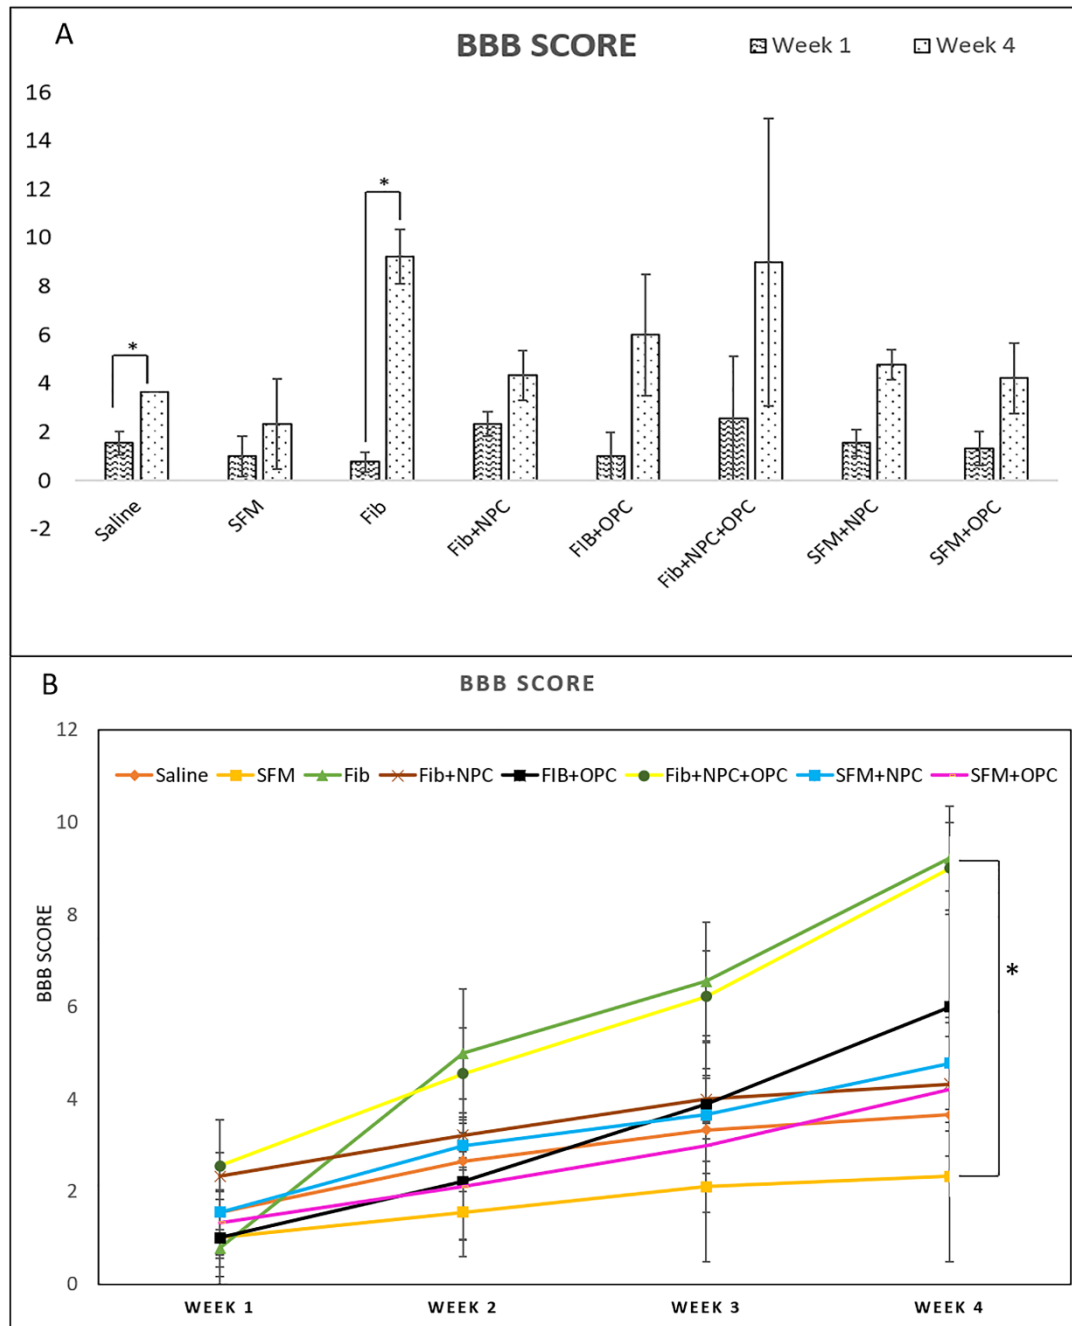 A
BBB SCORE
Week 1 Week 4
16
14
12
10
8
6
4
2
0
-2
*
*
Saline SFM Fib Fib+NPC FIB+OPC Fib+NPC+OPC SFM+NPC SFM+OPC
B
BBB SCORE
12
10
8
6
4
2
0
BBB SCORE
Saline SFM Fib Fib+NPC FIB+OPC Fib+NPC+OPC SFM+NPC SFM+OPC
*
WEEK 1 WEEK 2 WEEK 3 WEEK 4